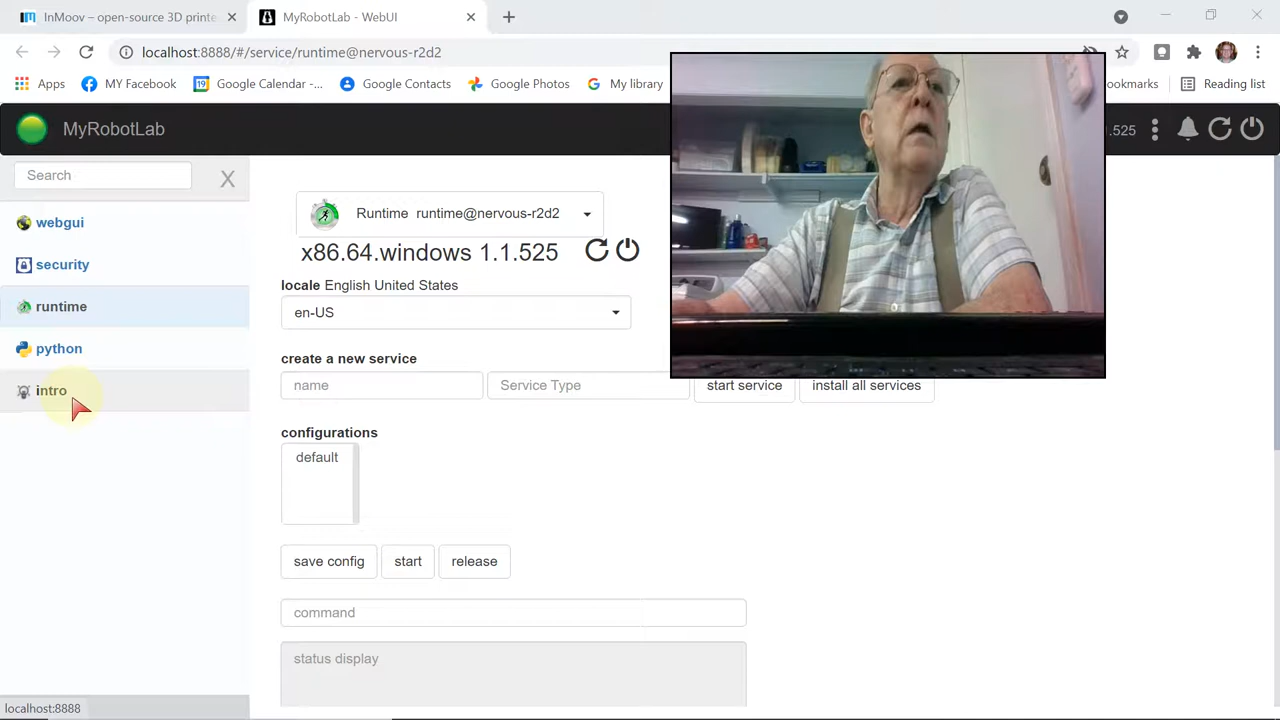 InMoov – open-source 3D printe
MyRobotLab - WebUI
localhost:8888/#/service/runtime@nervous-r2d2
Apps
MY Facebook
Google Calendar -...
Google Contacts
Google Photos
My library
ookmarks
Reading list
MyRobotLab
1.525
Search
X
webgui
security
runtime
python
intro
Runtime runtime@nervous-r2d2
x86.64.windows 1.1.525
locale English United States
en-US
create a new service
name
Service Type
start service
install all services
configurations
default
save config
start
release
command
status display
localhost:8888